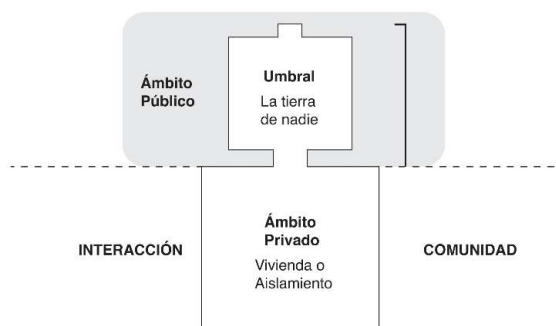 Ámbito
Público
Umbral
La tierra
de nadie
INTERACCIÓN
Ámbito
Privado
Vivienda o
Aislamiento
COMUNIDAD